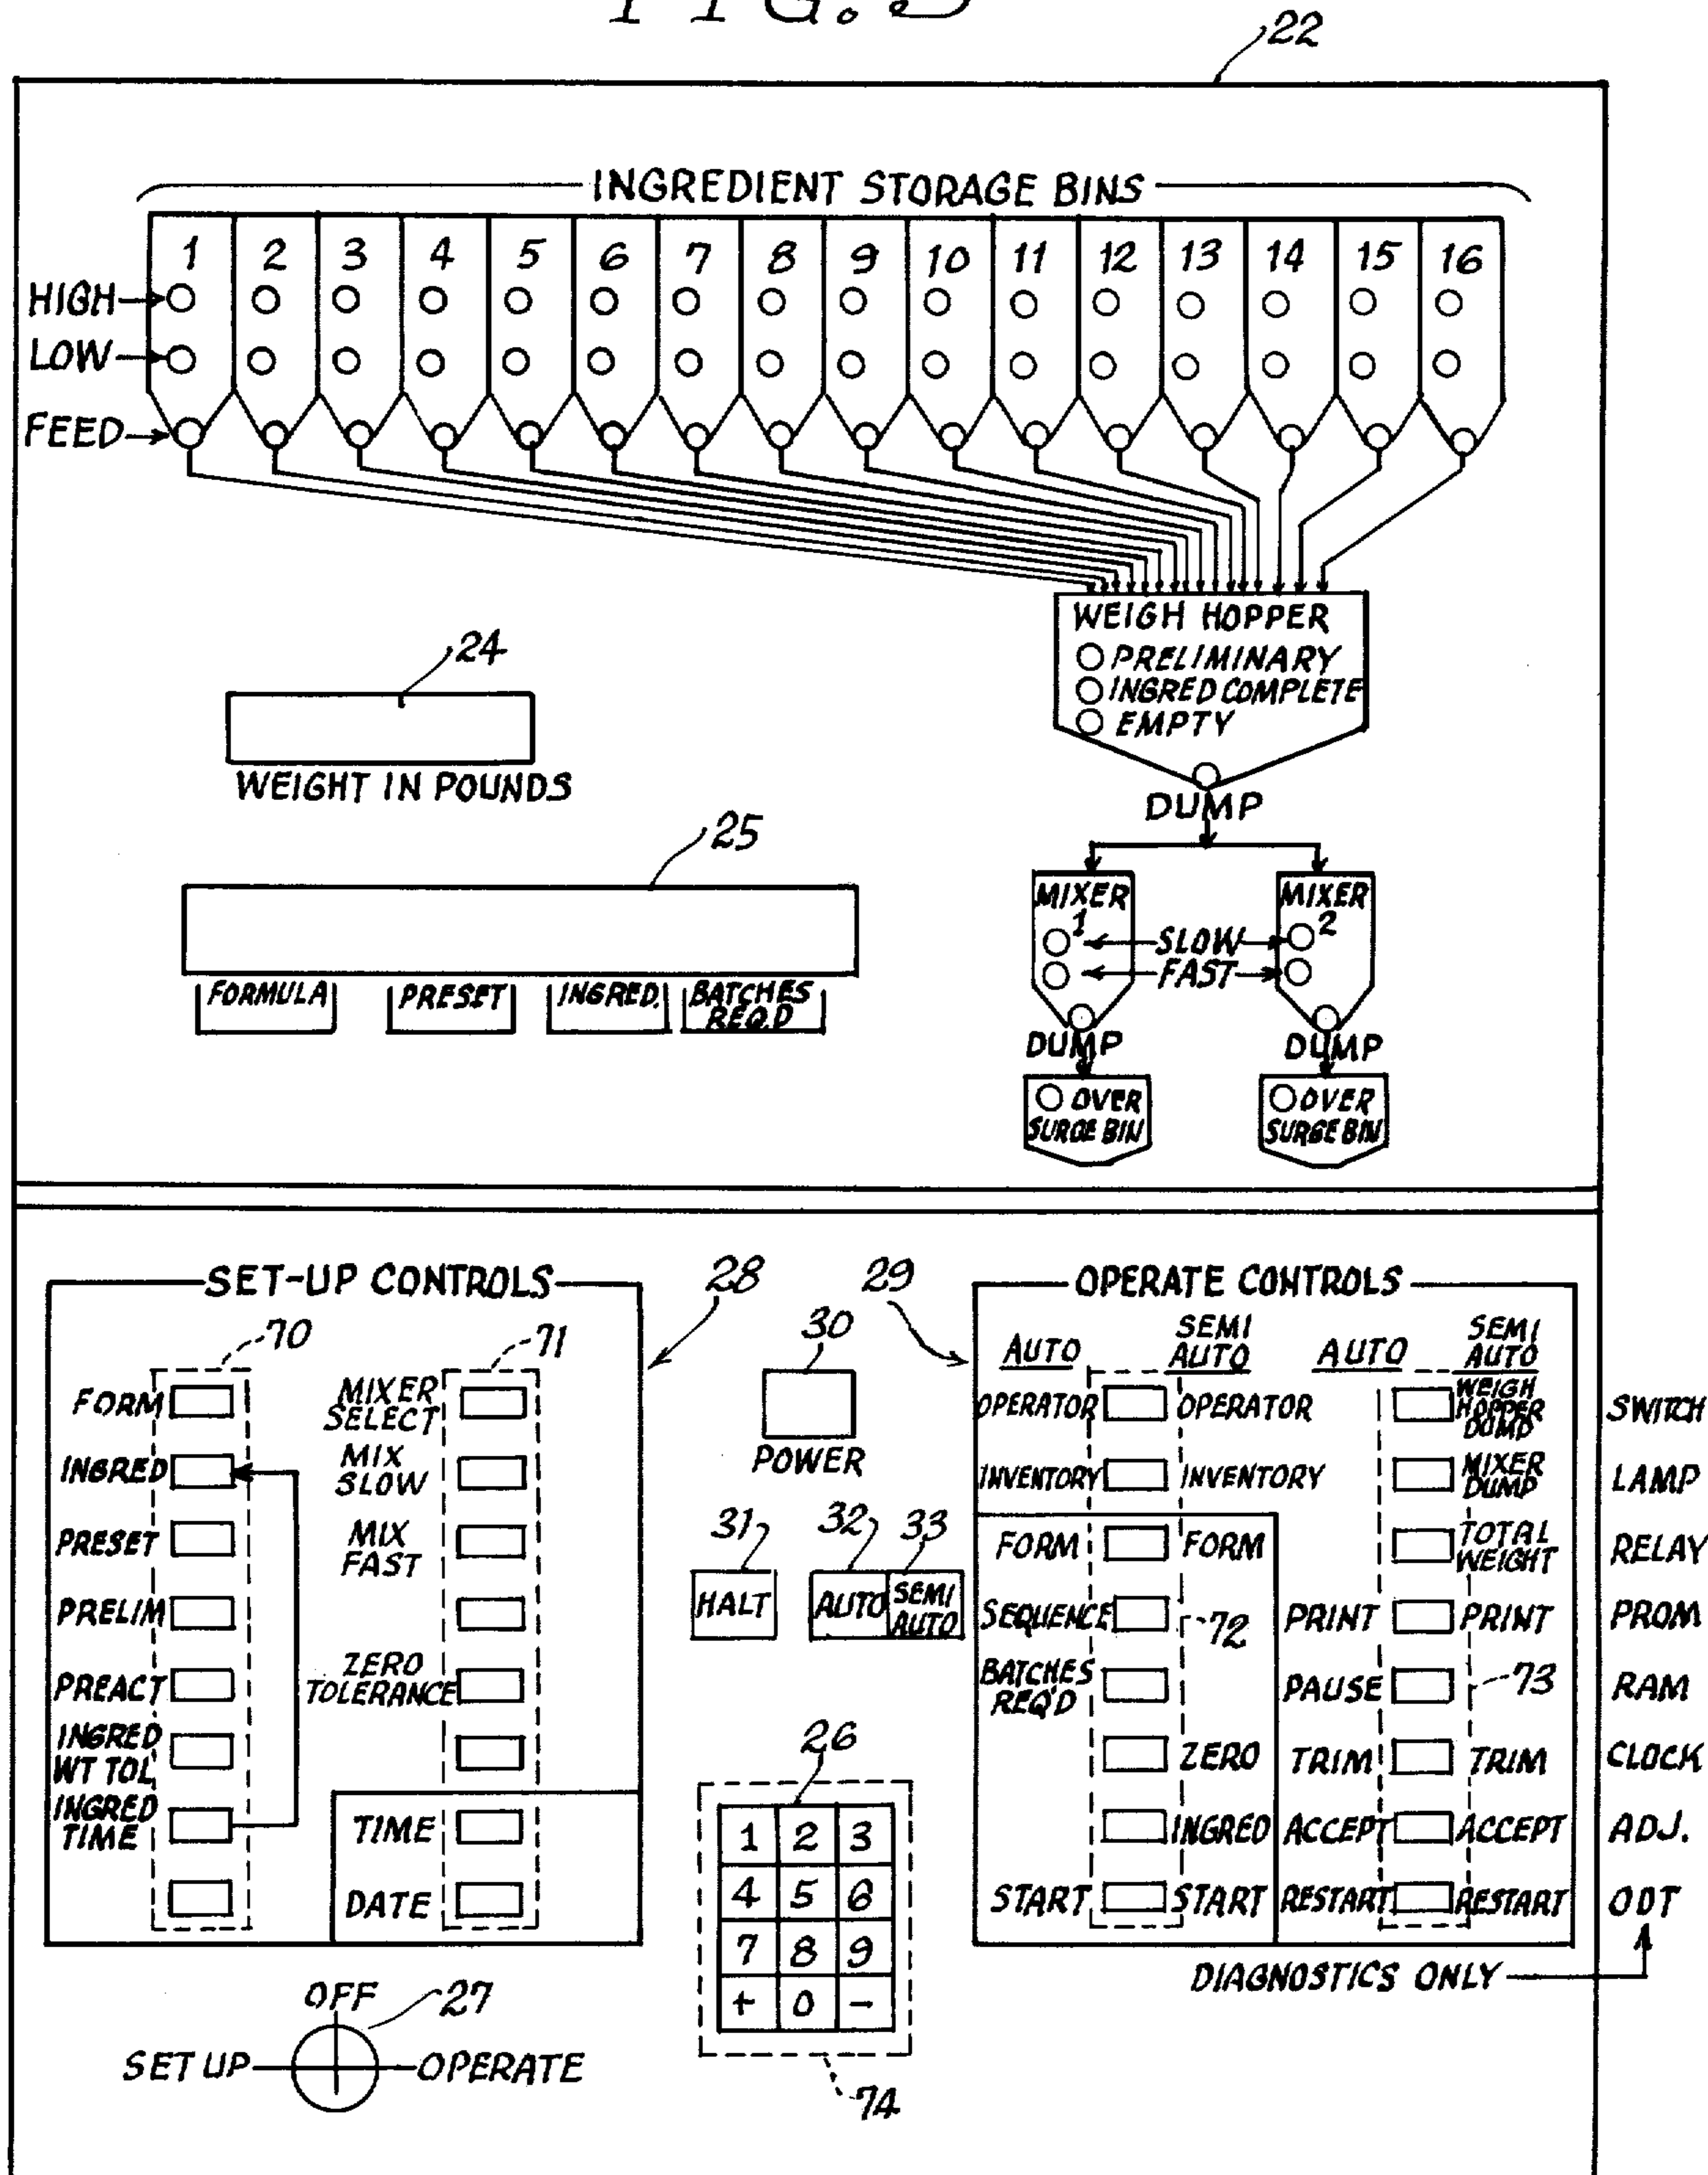 FIG. 3
22
INGREDIENT STORAGE BINS
1 2 3 4 5 6 7 8 9 10 11 12 13 14 15 16
HIGH
LOW
FEED
WEIGH HOPPER
PRELIMINARY
INGRED COMPLETE
EMPTY
DUMP
24
WEIGHT IN POUNDS
25
FORMULA PRESET INGRED. BATCHES
REQ.D
MIXER
1
MIXER
2
SLOW
FAST
DUMP DUMP
OVER
SURGE BIN
OVER
SURGE BIN
SET-UP CONTROLS
28
70
71
FORM
INGRED
PRESET
PRELIM
PREACT
INGRED
WT TOL
INGRED
TIME
MIXER
SELECT
MIX
SLOW
MIX
FAST
ZERO
TOLERANCE
TIME
DATE
OFF
27
SET UP
OPERATE
30
POWER
31
HALT
32
33
AUTO
SEMI
AUTO
26
1 2 3
4 5 6
7 8 9
+ 0 -
74
29
OPERATE CONTROLS
AUTO
SEMI
AUTO
AUTO
SEMI
AUTO
OPERATOR OPERATOR
WEIGH
HOPPER
DUMP
SWITCH
INVENTORY INVENTORY
MIXER
DUMP
LAMP
FORM FORM
TOTAL
WEIGHT
RELAY
SEQUENCE
72
PRINT PRINT
PROM
BATCHES
REQ'D
PAUSE
73
RAM
ZERO
TRIM TRIM
CLOCK
INGRED
ACCEPT ACCEPT
ADJ.
START START
RESTART RESTART
ODT
DIAGNOSTICS ONLY